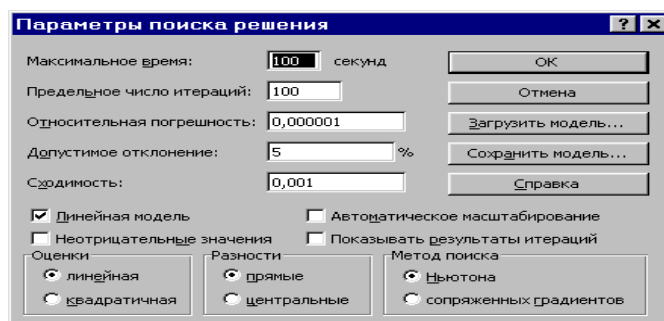 Параметры поиска решения
Максимальное время: 100 секунд OK
Предельное число итераций: 100 Отмена
Относительная погрешность: 0,000001 Загрузить модель...
Допустимое отклонение: 5 % Сохранить модель...
Сходимость: 0,001 Справка
Линейная модель Автоматическое масштабирование
Неотрицательные значения Показывать результаты итераций
Оценки Разности Метод поиска
линейная прямые Ньютона
квадратичная центральные сопряженных градиентов